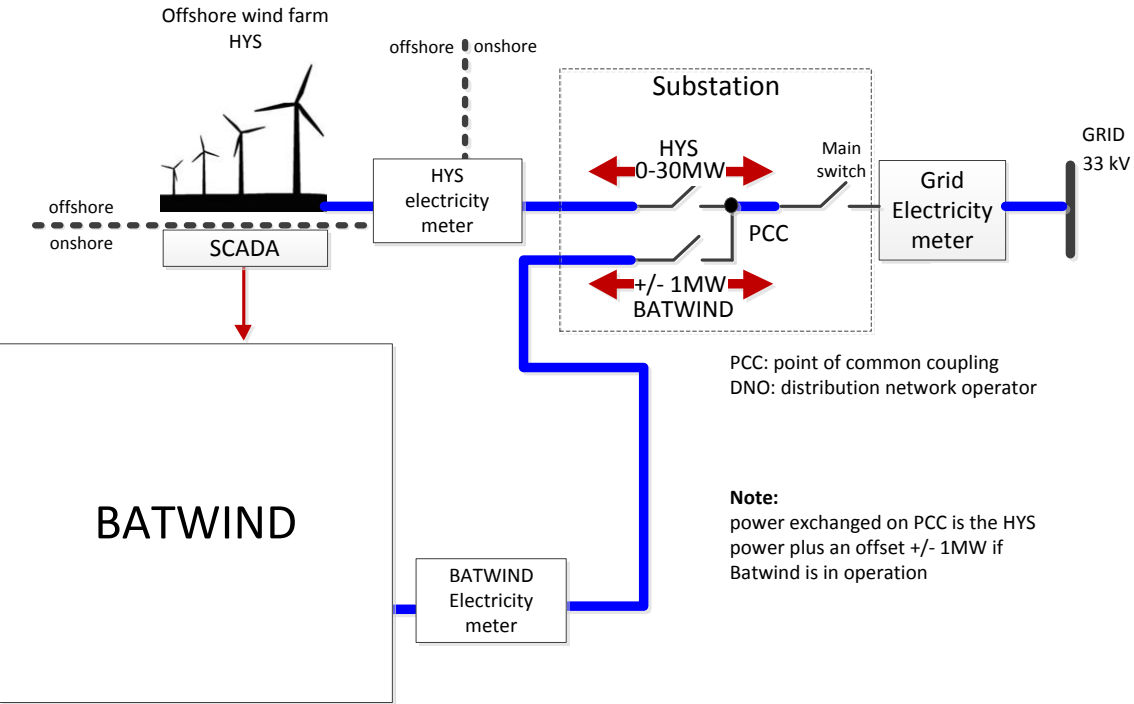 Offshore wind farm
HYS
offshore onshore
Substation
GRID
33 kV
HYS
0-30MW
Main
switch
HYS
electricity
meter
Grid
Electricity
meter
offshore
onshore
PCC
SCADA
+/- 1MW
BATWIND
PCC: point of common coupling
DNO: distribution network operator
BATWIND
Note:
power exchanged on PCC is the HYS
power plus an offset +/- 1MW if
Batwind is in operation
BATWIND
Electricity
meter